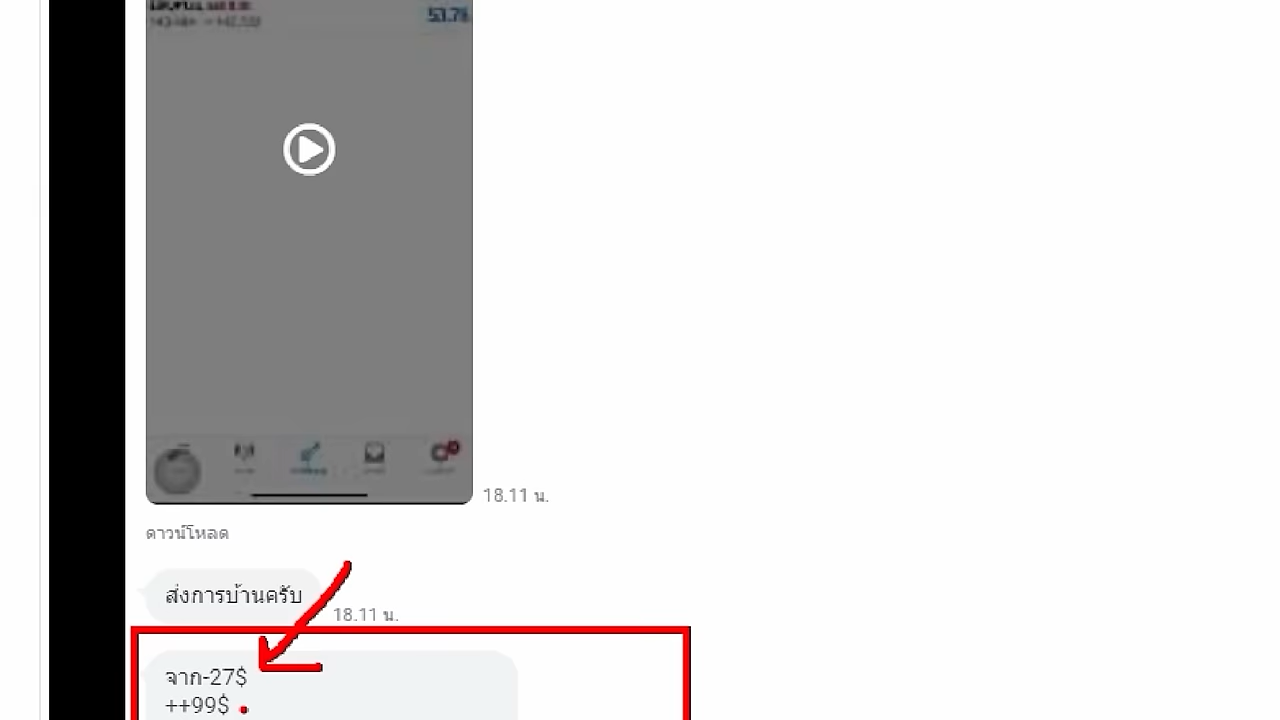 53.78
18.11 น.
ดาวน์โหลด
ส่งการบ้านครับ
18.11 น.
จาก-27$
++99$